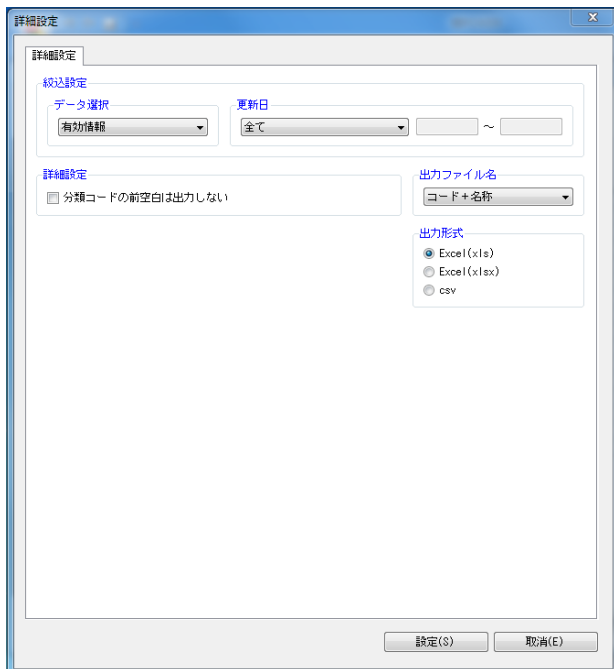 詳細設定
詳細設定
絞込設定
データ選択
更新日
有効情報
全て
～
詳細設定
出力ファイル名
分類コードの前空白は出力しない
コード＋名称
出力形式
Excel(xls)
Excel(xlsx)
csv
設定(S)
取消(E)